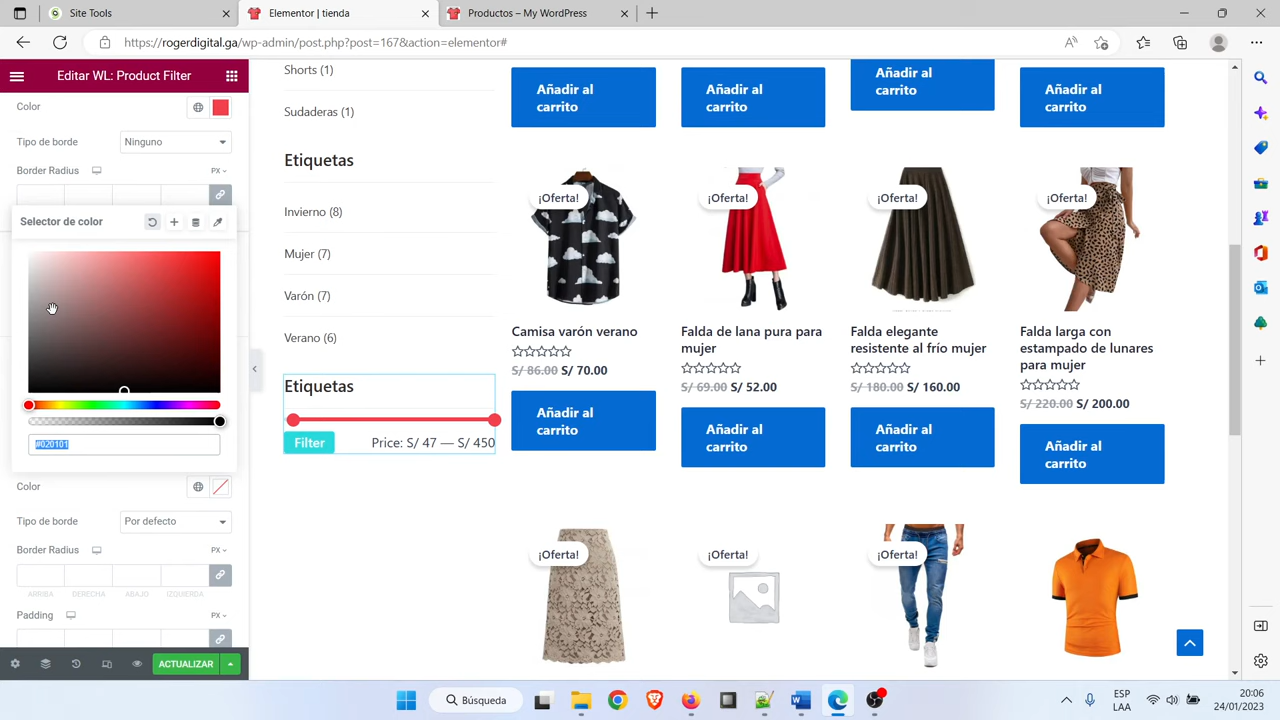 Site Tools
Elementor | tienda
Productos – My WordPress
https://rogerdigital.ga/wp-admin/post.php?post=167&action=elementor#
Editar WL: Product Filter
Color
Tipo de borde
Ninguno
Border Radius
PX
Selector de color
#020101
Color
Tipo de borde
Por defecto
Border Radius
PX
ARRIBA DERECHA ABAJO IZQUIERDA
Padding
PX
ACTUALIZAR
Shorts (1)
Sudaderas (1)
Etiquetas
Invierno (8)
Mujer (7)
Varón (7)
Verano (6)
Etiquetas
Filter
Price: S/ 47 — S/ 450
Añadir al
carrito
Añadir al
carrito
Añadir al
carrito
Añadir al
carrito
¡Oferta!
Camisa varón verano
S/ 86.00 S/ 70.00
Añadir al
carrito
¡Oferta!
Falda de lana pura para
mujer
S/ 69.00 S/ 52.00
Añadir al
carrito
¡Oferta!
Falda elegante
resistente al frío mujer
S/ 180.00 S/ 160.00
Añadir al
carrito
¡Oferta!
Falda larga con
estampado de lunares
para mujer
S/ 220.00 S/ 200.00
Añadir al
carrito
¡Oferta!
¡Oferta!
¡Oferta!
Búsqueda
ESP
LAA
20:06
24/01/2023